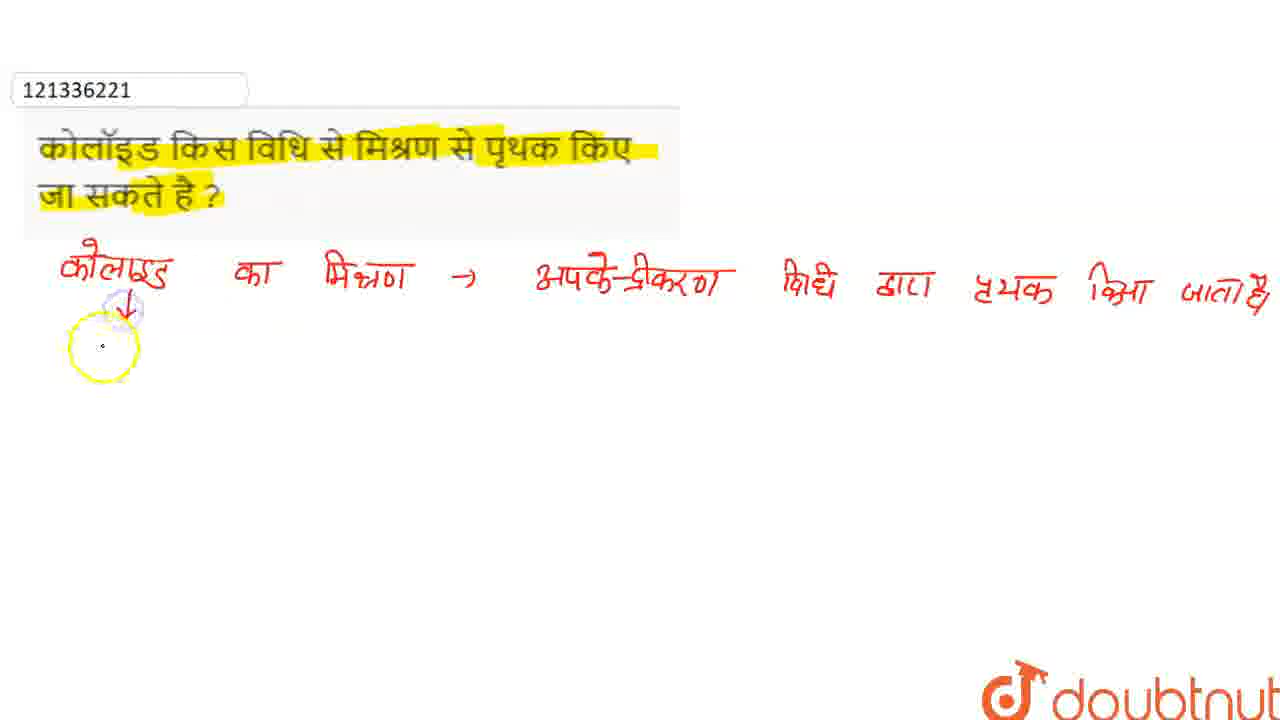 121336221
कोलॉइड किस विधि से मिश्रण से पृथक किए
जा सकते है ?
कोलाइड का मिश्रण → अपकेन्द्रीकरण विधि द्वारा पृथक किया जाता है
doubtnut